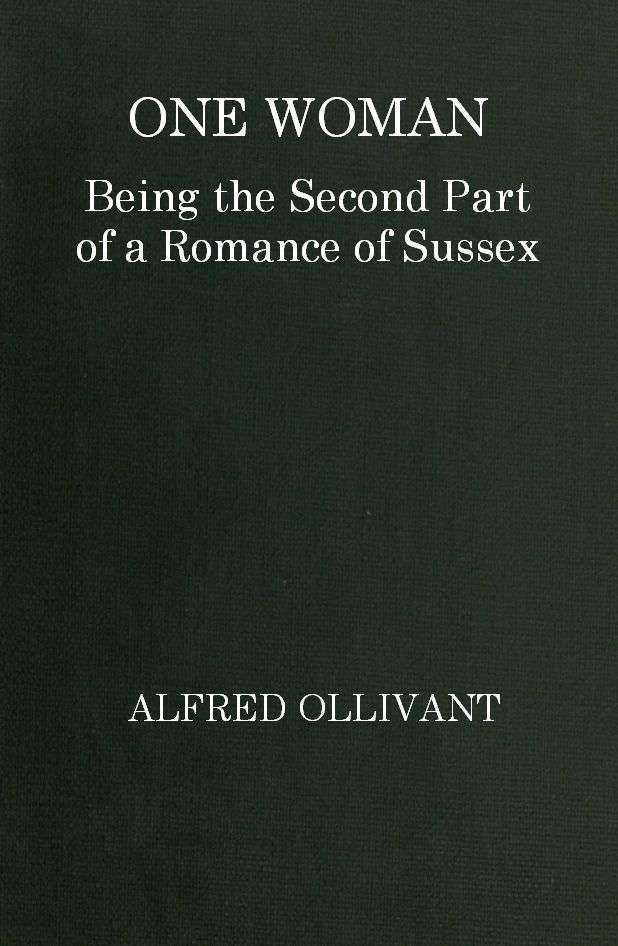 ONE WOMAN
Being the Second Part
of a Romance of Sussex
ALFRED OLLIVANT